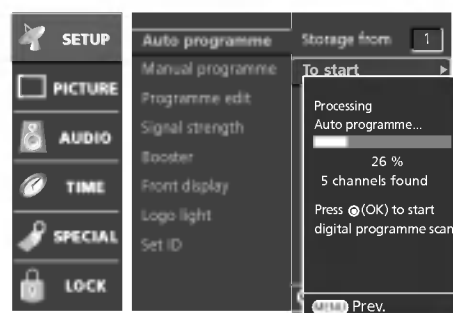 SETUP
PICTURE
AUDIO
TIME
SPECIAL
LOCK
Auto programme
Manual programme
Programme edit
Signal strength
Booster
Front display
Logo light
Set ID
Storage from 1
To start
Processing
Auto programme...
26 %
5 channels found
Press (OK) to start
digital programme scan
MENU Prev.